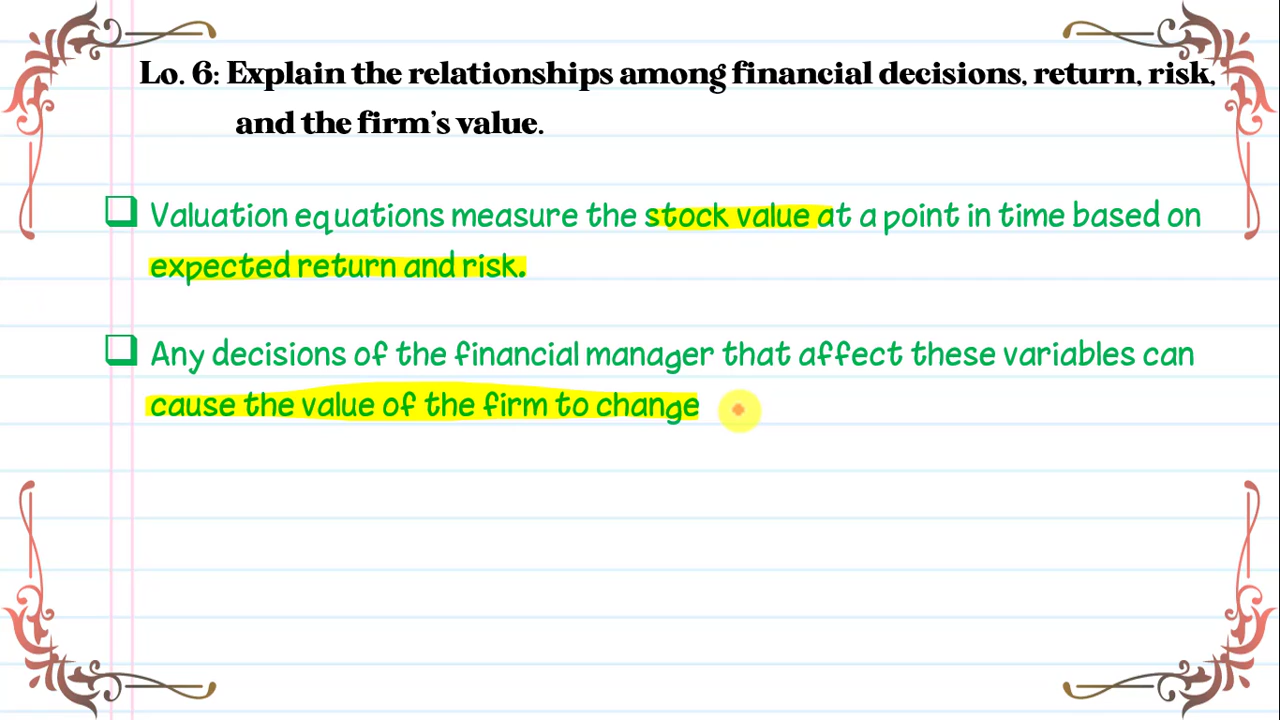 Lo. 6: Explain the relationships among financial decisions, return, risk,
and the firm's value.
Valuation equations measure the stock value at a point in time based on
expected return and risk.
Any decisions of the financial manager that affect these variables can
cause the value of the firm to change